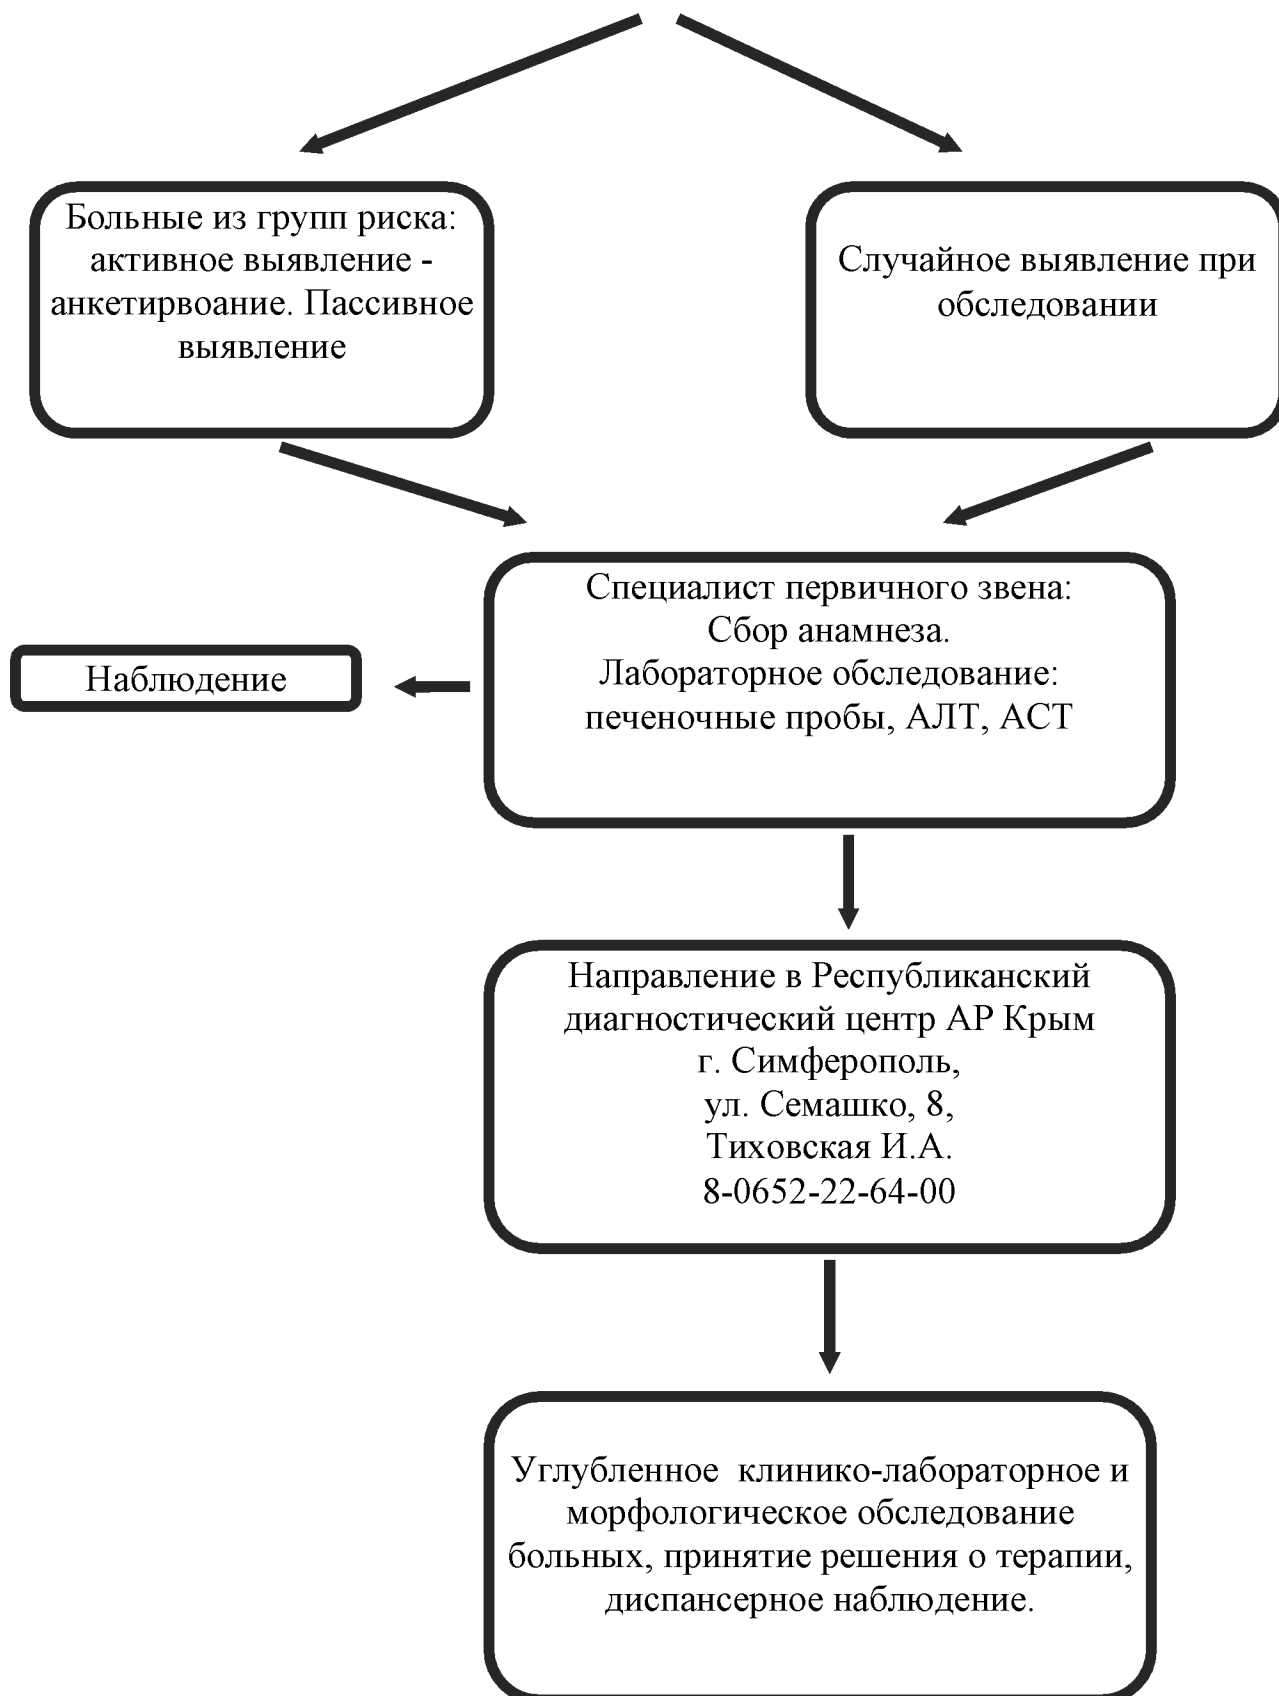 Больные из групп риска:
активное выявление -
анкетирвоание. Пассивное
выявление
Случайное выявление при
обследовании
Специалист первичного звена:
Сбор анамнеза.
Лабораторное обследование:
печеночные пробы, АЛТ, АСТ
Наблюдение
Направление в Республиканский
диагностический центр АР Крым
г. Симферополь,
ул. Семашко, 8,
Тиховская И.А.
8-0652-22-64-00
Углубленное клинико-лабораторное и
морфологическое обследование
больных, принятие решения о терапии,
диспансерное наблюдение.